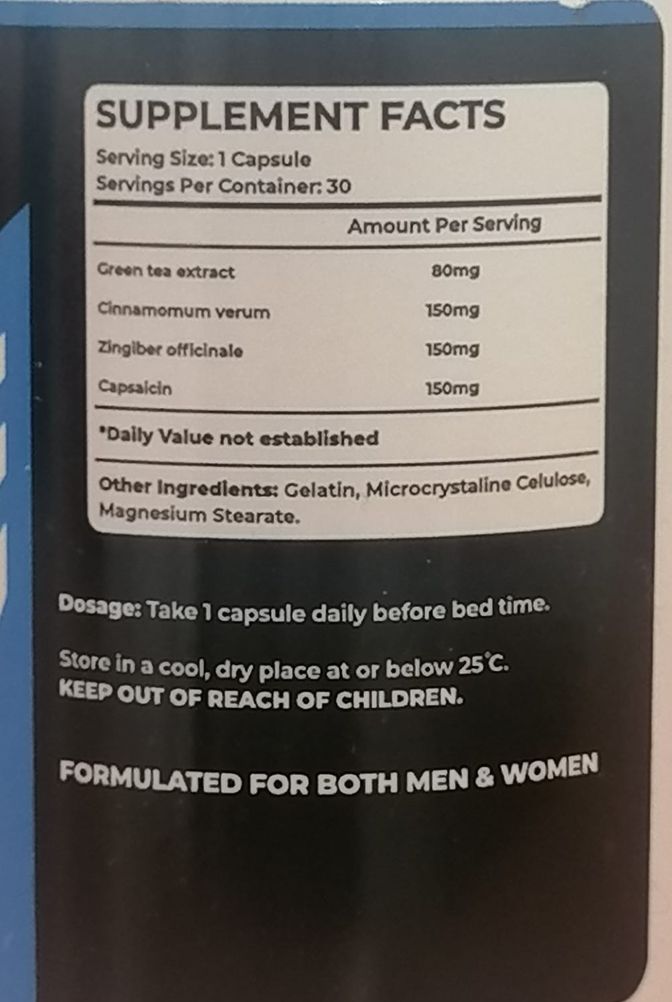 SUPPLEMENT FACTS
Serving Size: 1 Capsule
Servings Per Container: 30
Amount Per Serving
Green tea extract 80mg
Cinnamomum verum 150mg
Zingiber officinale 150mg
Capsaicin 150mg
*Daily Value not established
Other Ingredients: Gelatin, Microcrystaline Celulose,
Magnesium Stearate.
Dosage: Take 1 capsule daily before bed time.
Store in a cool, dry place at or below 25°C.
KEEP OUT OF REACH OF CHILDREN.
FORMULATED FOR BOTH MEN & WOMEN